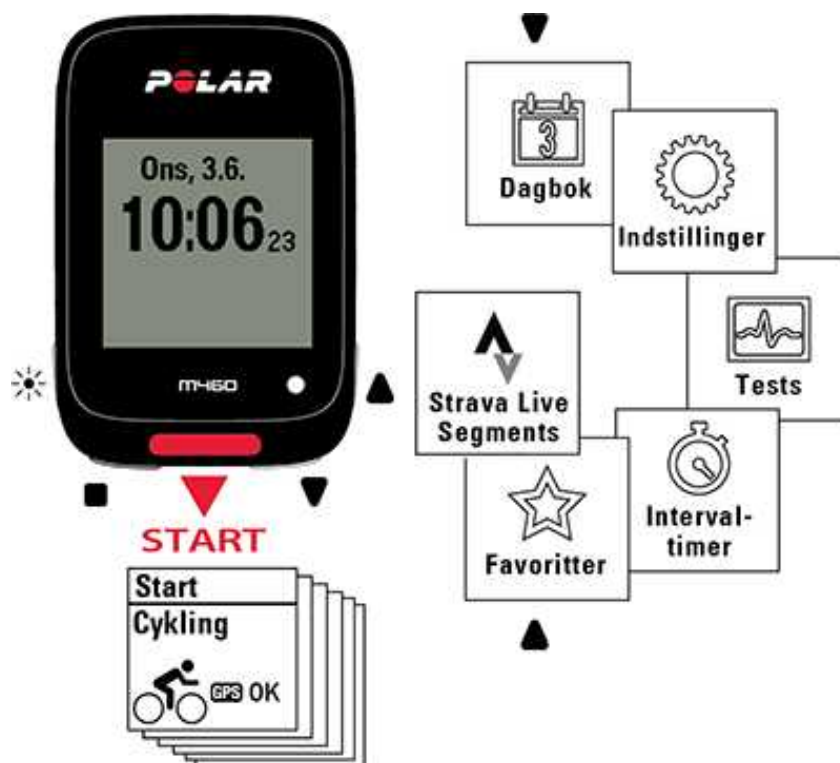 POLAR
Ons, 3.6.
10:06 23
M460
START
Start
Cykling
GPS OK
3
Dagbok
Indstillinger
Tests
Interval-
timer
Favoritter
Strava Live
Segments